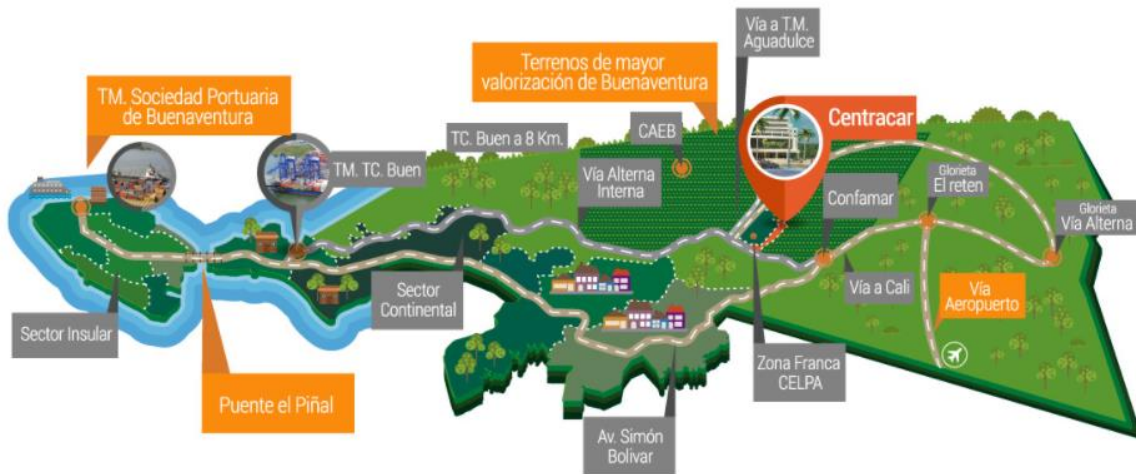 Vía a T.M.
Aguadulce
Terrenos de mayor
valorización de Buenaventura
TM. Sociedad Portuaria
de Buenaventura
Centracar
CAEB
TC. Buen a 8 Km.
TM. TC. Buen
Vía Alterna
Interna
Confamar
Glorieta
El reten
Glorieta
Vía Alterna
Sector Insular
Sector
Continental
Vía a Cali
Vía
Aeropuerto
Puente el Piñal
Zona Franca
CELPA
Av. Simón
Bolivar